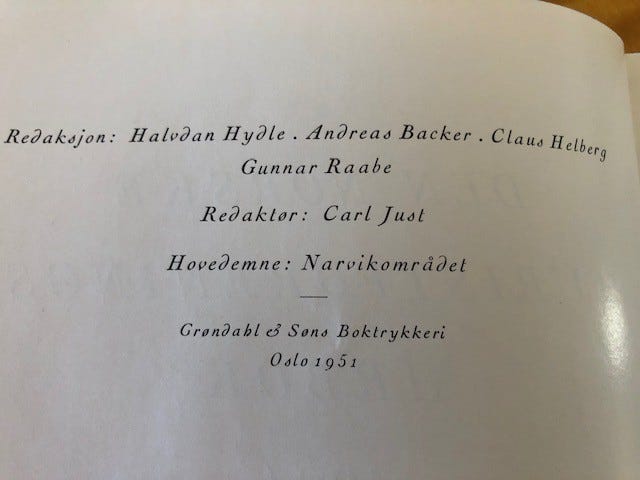 Redaksjon: Halvdan Hydle . Andreas Backer . Claus Helberg
Gunnar Raabe
Redaktør: Carl Just
Hovedemne: Narvikområdet
Grøndahl & Søns Boktrykkeri
Oslo 1951